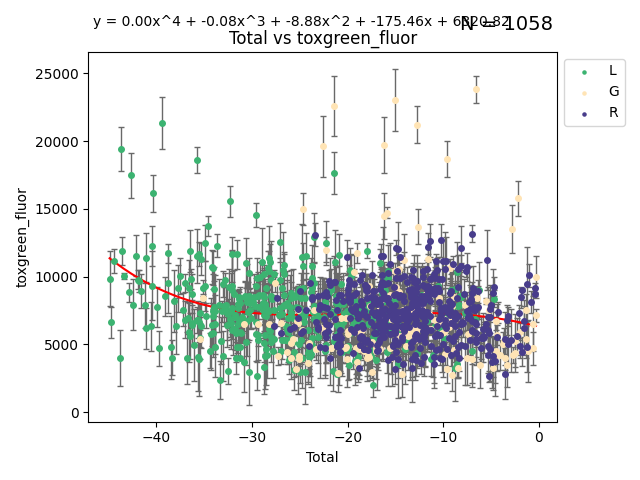 y = 0.00x^4 + -0.08x^3 + -8.88x^2 + -175.46x +
N = 1058
Total vs toxgreen_fluor
L
G
R
25000
20000
15000
10000
5000
0
toxgreen_fluor
−40
−30
−20
−10
0
Total